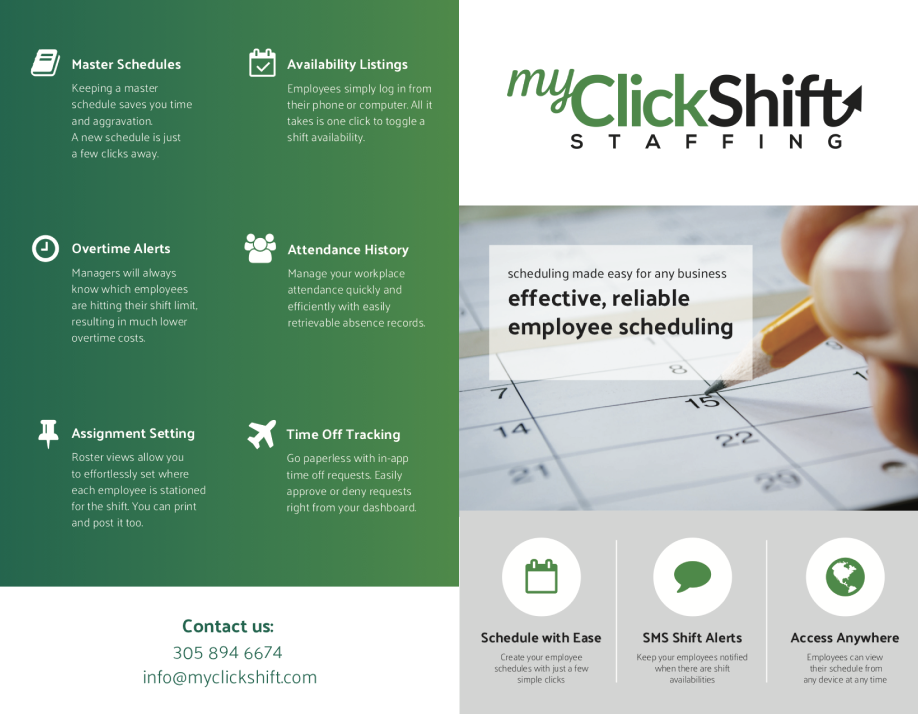 Master Schedules
Keeping a master
schedule saves you time
and aggravation.
A new schedule is just
a few clicks away.
Availability Listings
Employees simply log in from
their phone or computer. All it
takes is one click to toggle a
shift availability.
Overtime Alerts
Managers will always
know which employees
are hitting their shift limit,
resulting in much lower
overtime costs.
Attendance History
Manage your workplace
attendance quickly and
efficiently with easily
retrievable absence records.
Assignment Setting
Roster views allow you
to effortlessly set where
each employee is stationed
for the shift. You can print
and post it too.
Time Off Tracking
Go paperless with in-app
time off requests. Easily
approve or deny requests
right from your dashboard.
Contact us:
305 894 6674
info@myclickshift.com
myClickShift
STAFFING
scheduling made easy for any business
effective, reliable
employee scheduling
7
8
9
14
15
16
21
22
29
Schedule with Ease
Create your employee
schedules with just a few
simple clicks
SMS Shift Alerts
Keep your employees notified
when there are shift
availabilities
Access Anywhere
Employees can view
their schedule from
any device at any time